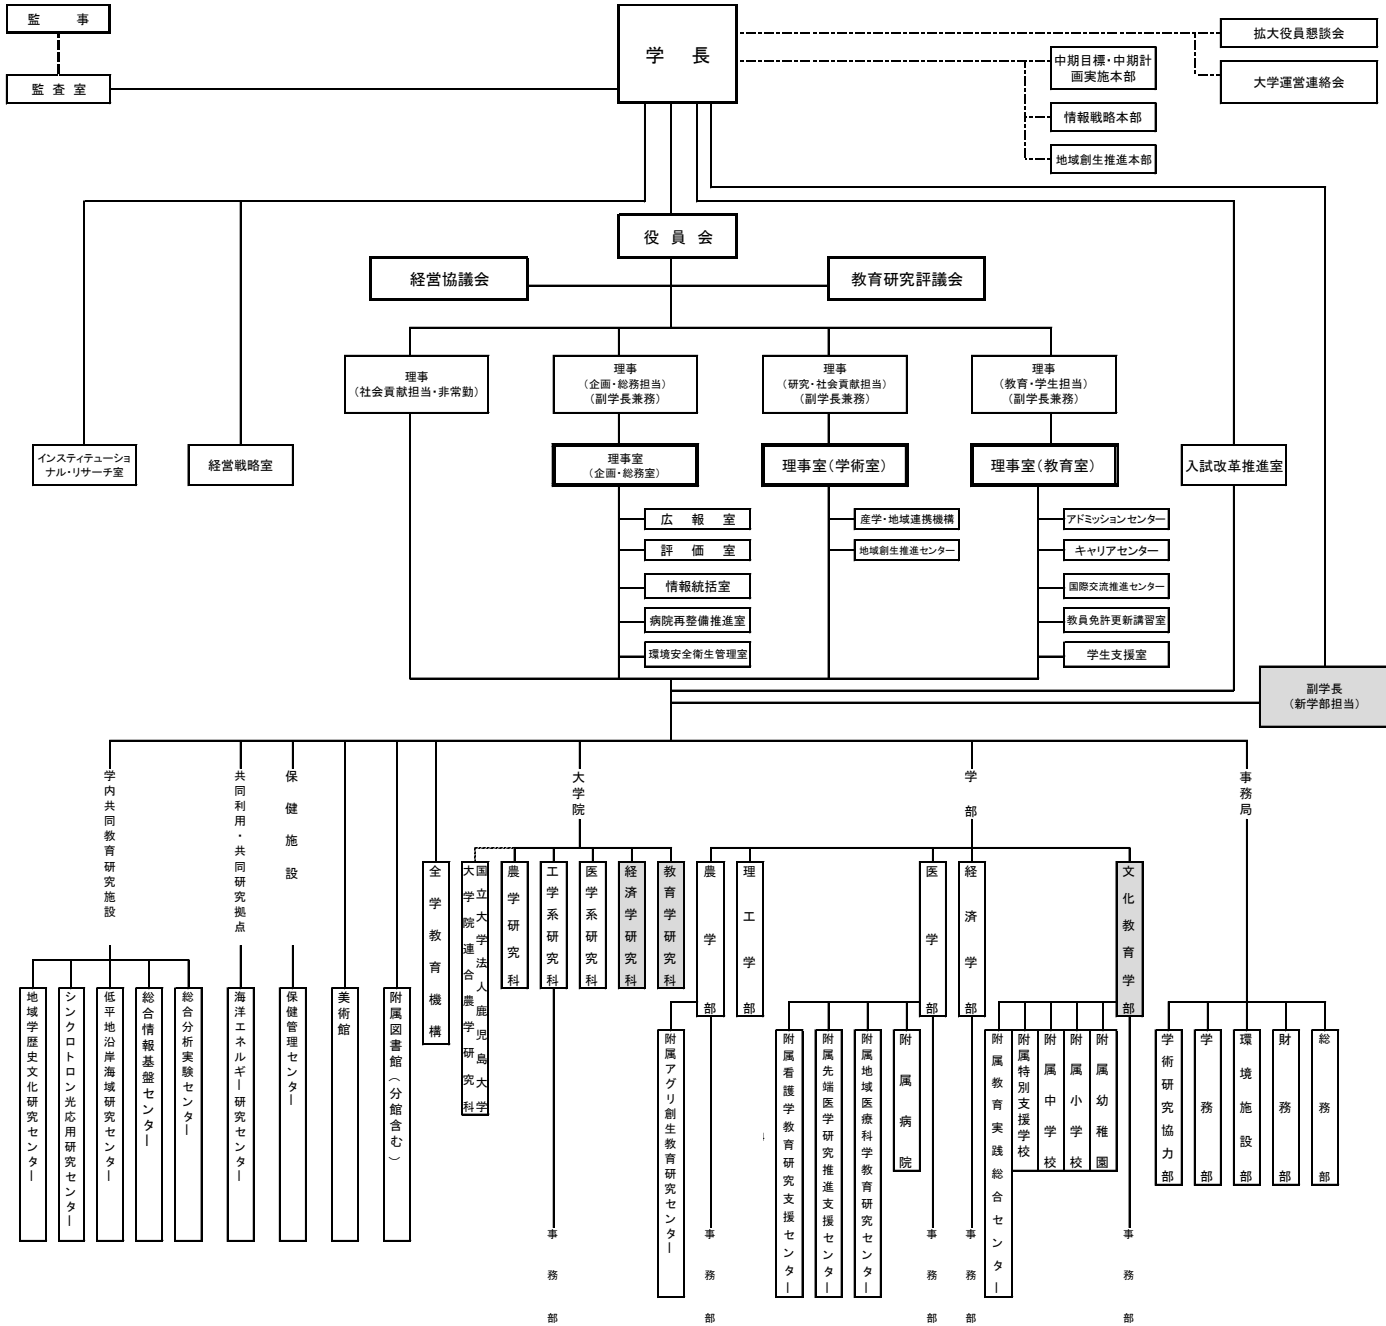 監事
学長
拡大役員懇談会
中期目標・中期計
画実施本部
監査室
大学運営連絡会
情報戦略本部
地域創生推進本部
役員会
経営協議会
教育研究評議会
理事
(社会貢献担当・非常勤)
理事
(企画・総務担当)
(副学長兼務)
理事
(研究・社会貢献担当)
(副学長兼務)
理事
(教育・学生担当)
(副学長兼務)
インスティテューショ
ナル・リサーチ室
経営戦略室
理事室
(企画・総務室)
理事室(学術室)
理事室(教育室)
入試改革推進室
広報室
評価室
情報統括室
病院再整備推進室
環境安全衛生管理室
産学・地域連携機構
地域創生推進センター
アドミッションセンター
キャリアセンター
国際交流推進センター
教員免許更新講習室
学生支援室
副学長
(新学部担当)
学内共同教育研究施設
共同利用・共同研究拠点
保健施設
大学院
学部
事務局
全学教育機構
国立大学法人鹿児島大学
大学院連合農学研究科
農学研究科
工学系研究科
医学系研究科
経済学研究科
教育学研究科
農学部
理工学部
医学部
経済学部
文化教育学部
地域学歴史文化研究センター
シンクロトロン光応用研究センター
低平地沿岸海域研究センター
総合情報基盤センター
総合分析実験センター
海洋エネルギー研究センター
保健管理センター
美術館
附属図書館(分館含む)
附属アグリ創生教育研究センター
附属看護学教育研究支援センター
附属先端医学研究推進支援センター
附属地域医療科学教育研究センター
附属病院
附属教育実践総合センター
附属特別支援学校
附属中学校
附属小学校
附属幼稚園
学術研究協力部
学務部
環境施設部
財務部
総務部
事務部
事務部
事務部
事務部
事務部